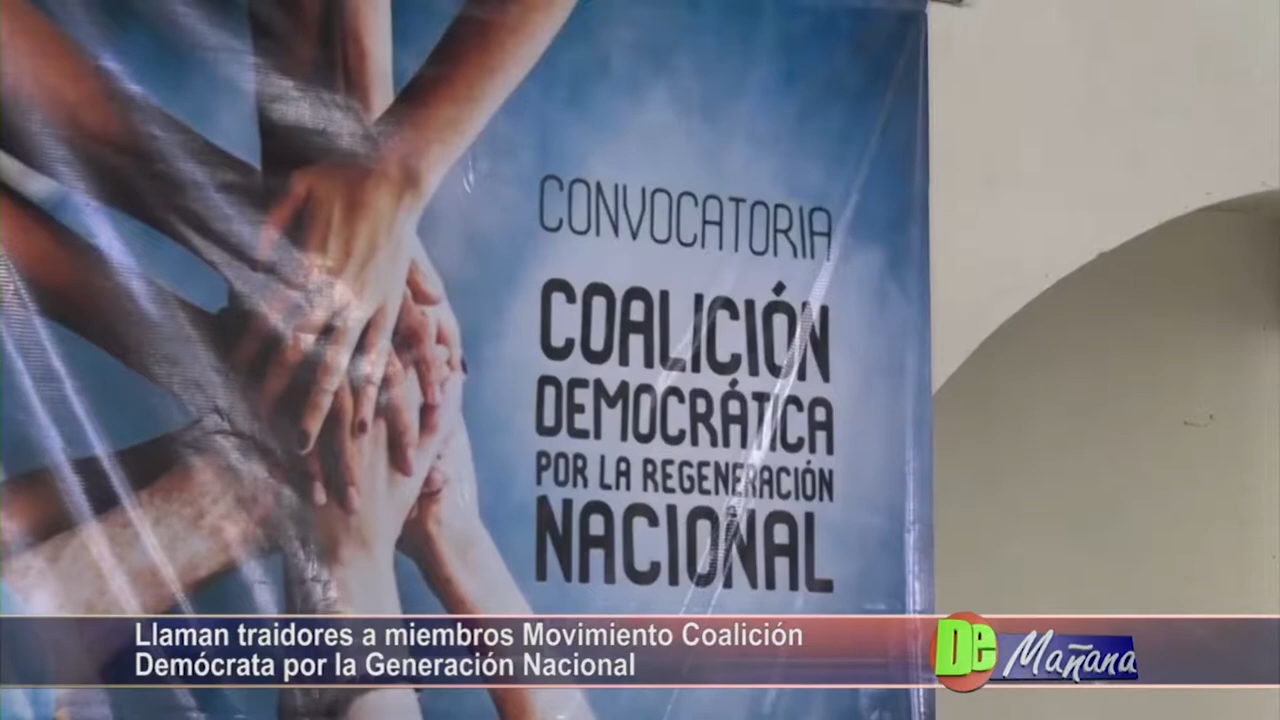 CONVOCATORIA
COALICIÓN
DEMOCRÁTICA
POR LA REGENERACIÓN
NACIONAL
Llaman traidores a miembros Movimiento Coalición
Demócrata por la Generación Nacional
De Mañana